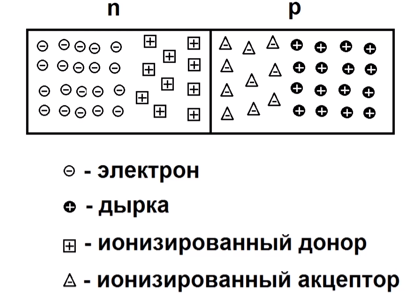 n p
- электрон
- дырка
- ионизированный донор
- ионизированный акцептор